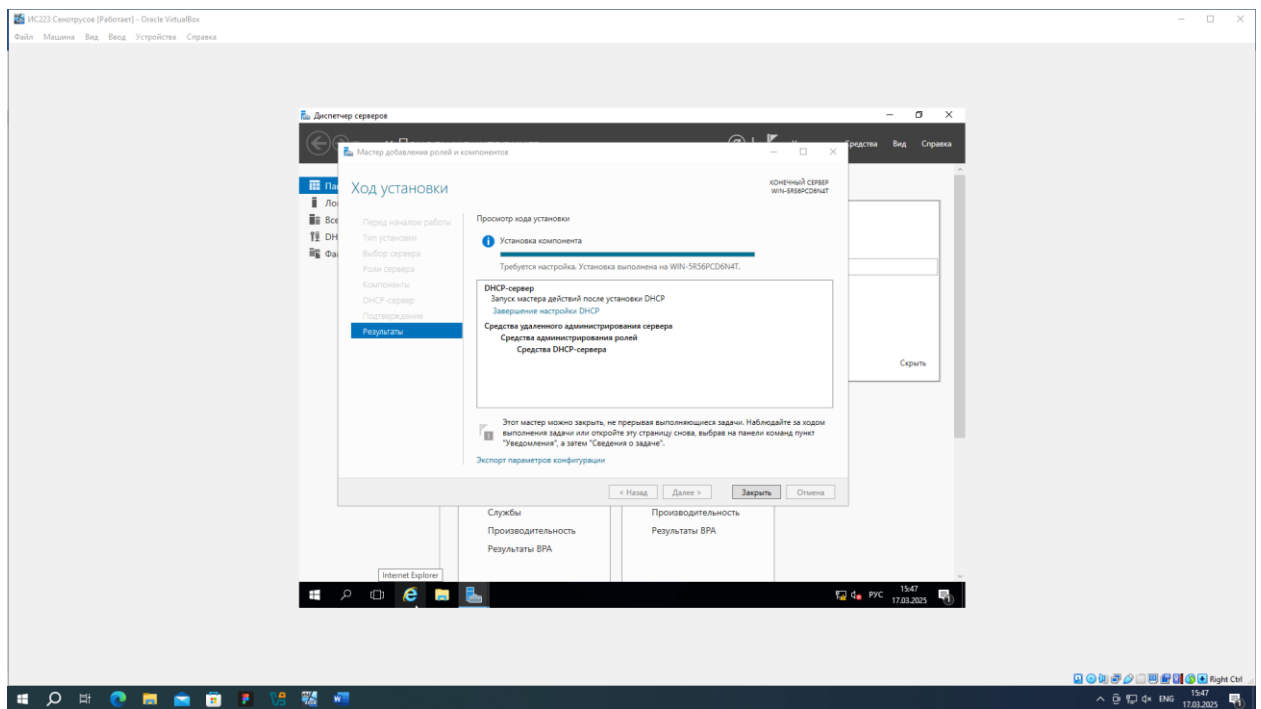 ИС223 Сенотрусов [Работает] - Oracle VirtualBox
Файл Машина Вид Ввод Устройства Справка
Диспетчер серверов
Средства Вид Справка
Мастер добавления ролей и компонентов
Ход установки
КОНЕЧНЫЙ СЕРВЕР
WIN-5R56PCD6N4T
Перед началом работы
Тип установки
Выбор сервера
Роли сервера
Компоненты
DHCP-сервер
Подтверждение
Результаты
Просмотр хода установки
Установка компонента
Требуется настройка. Установка выполнена на WIN-5R56PCD6N4T.
DHCP-сервер
Запуск мастера действий после установки DHCP
Завершение настройки DHCP
Средства удаленного администрирования сервера
Средства администрирования ролей
Средства DHCP-сервера
Этот мастер можно закрыть, не прерывая выполняющиеся задачи. Наблюдайте за ходом
выполнения задачи или откройте эту страницу снова, выбрав на панели команд пункт
"Уведомления", а затем "Сведения о задаче".
Экспорт параметров конфигурации
< Назад Далее > Закрыть Отмена
Скрыть
Службы
Производительность
Результаты BPA
Производительность
Результаты BPA
Internet Explorer
РУС 15:47
17.03.2025
Right Ctrl
ENG 15:47
17.03.2025